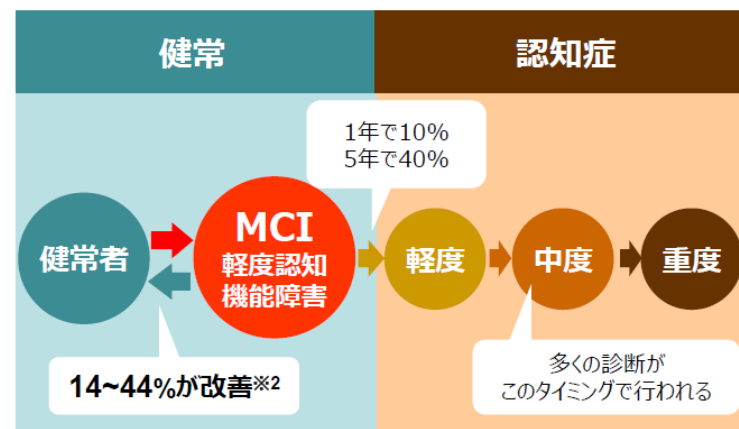 健常
認知症
1年で10%
5年で40%
健常者
MCI
軽度認知
機能障害
軽度
中度
重度
14~44%が改善※2
多くの診断が
このタイミングで行われる